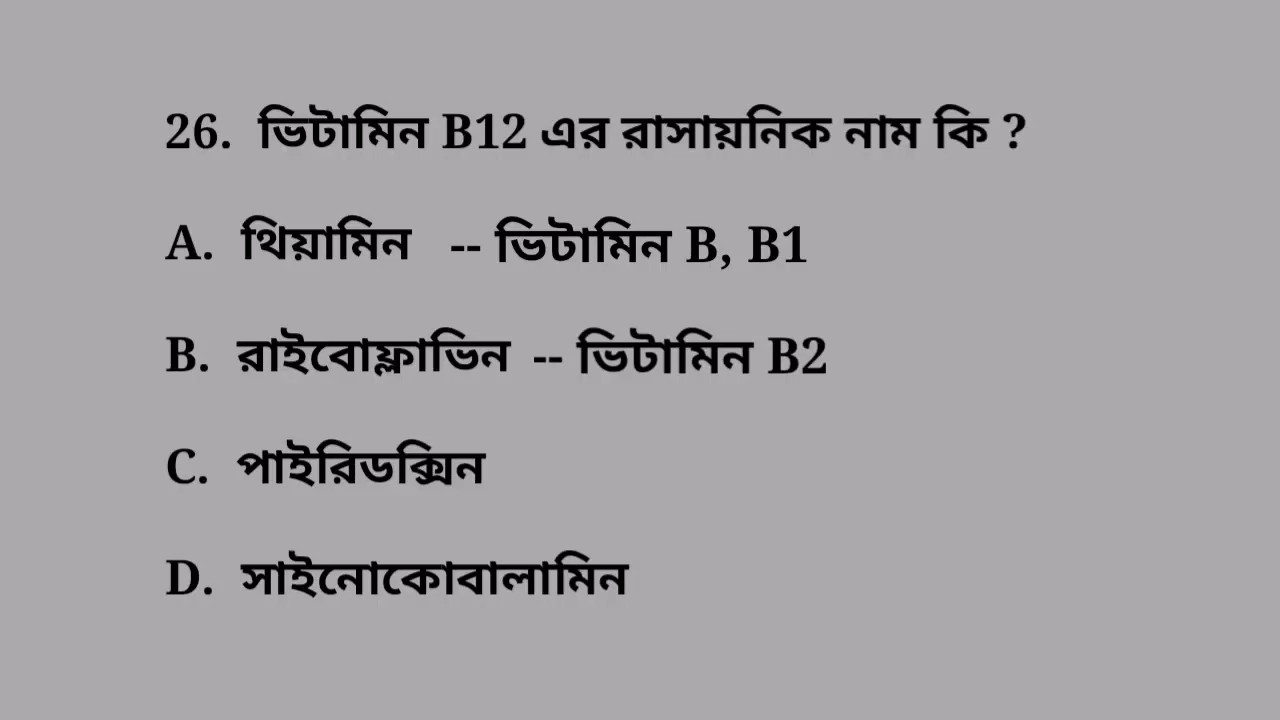 26. ভিটামিন B12 এর রাসায়নিক নাম কি ?
A. থিয়ামিন -- ভিটামিন B, B1
B. রাইবোফ্লাভিন -- ভিটামিন B2
C. পাইরিডক্সিন
D. সাইনোকোবালামিন